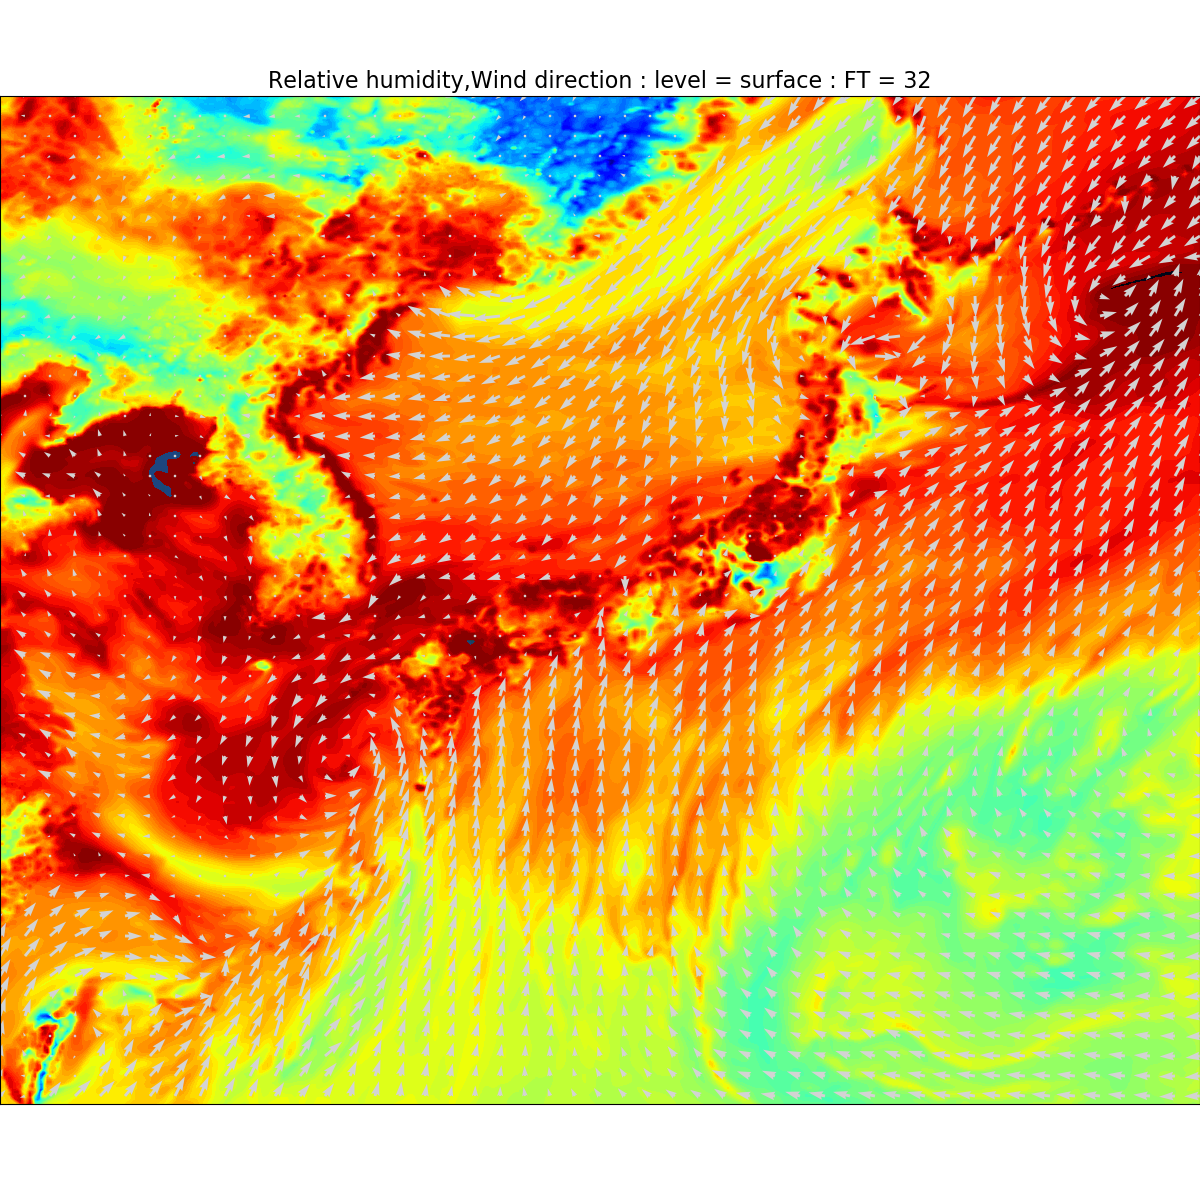 Relative humidity,Wind direction : level = surface : FT = 32